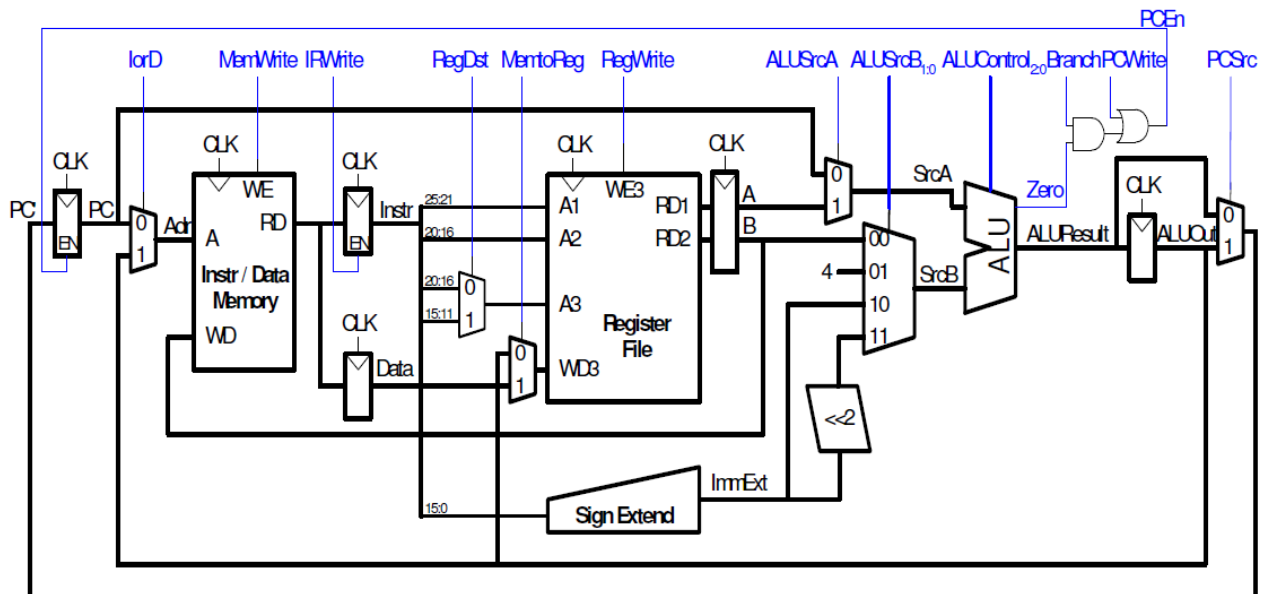 PCEn
IorD MemWrite IRWrite RegDst MemtoReg RegWrite ALUSrcA ALUSrcB1:0 ALUControl2:0 Branch PCWrite PCSrc
CLK CLK CLK CLK CLK CLK
PC' PC EN
0
1
Adr
WE
A RD
Instr / Data
Memory
WD
EN
Instr
CLK
Data
25:21
20:16
20:16
15:11
15:0
0
1
0
1
WE3
A1 RD1
A2 RD2
A3
Register
File
WD3
A
B
0
1
SrcA
00
4 01
10
11
SrcB
<<2
ImmExt
Sign Extend
ALU
Zero
ALUResult
ALUOut
0
1